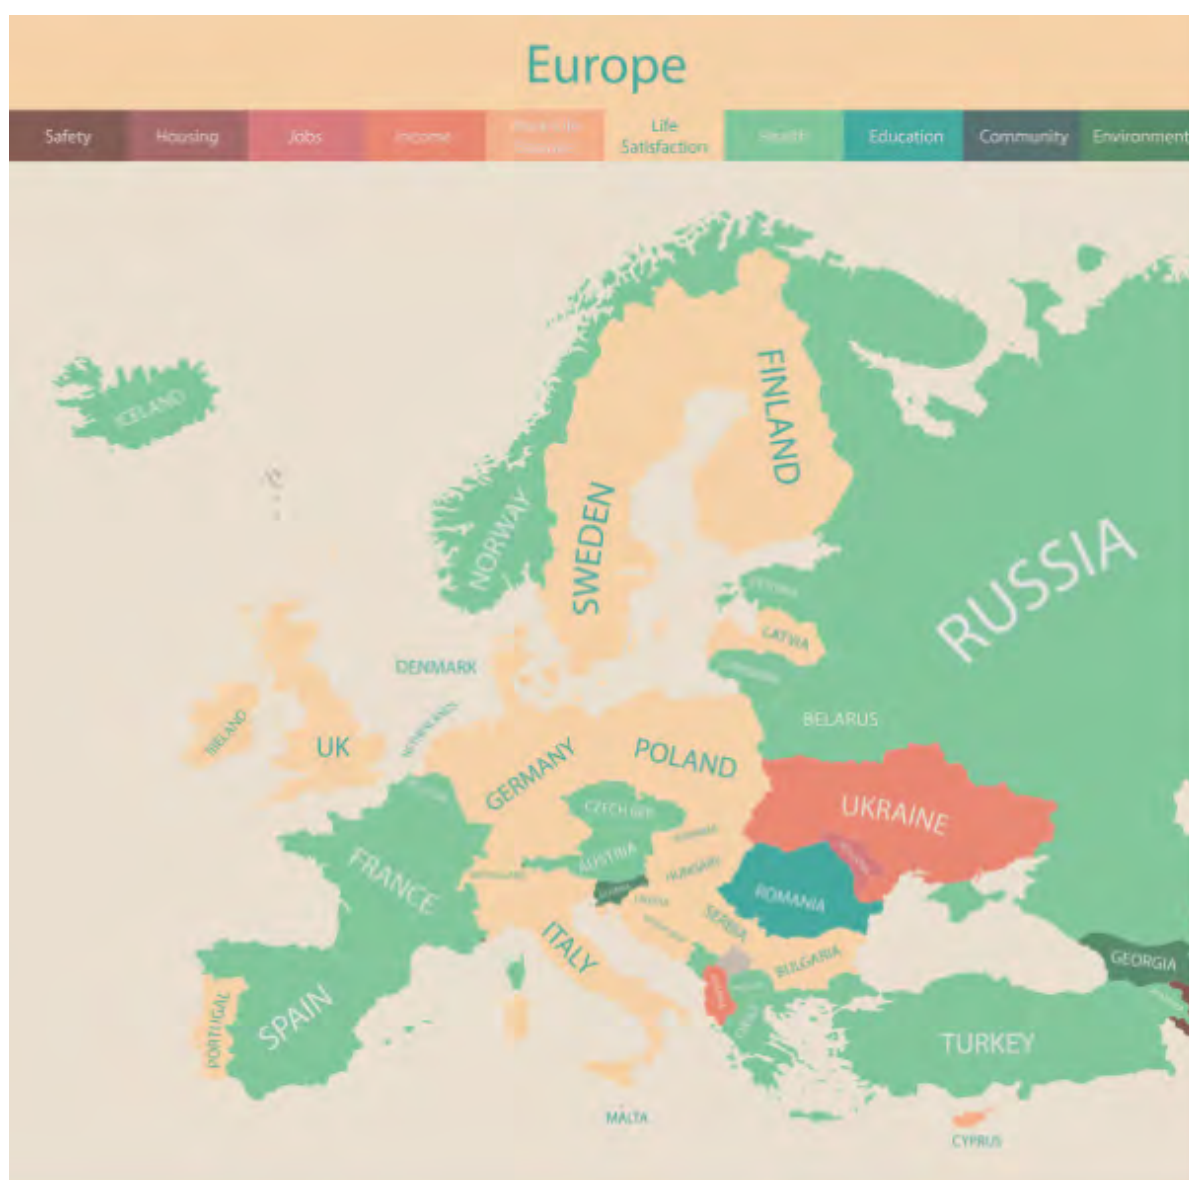 Europe
Safety
Housing
Jobs
Income
Life
Satisfaction
Health
Education
Community
Environment
ICELAND
NORWAY
SWEDEN
FINLAND
RUSSIA
LATVIA
DENMARK
BELARUS
IRELAND
UK
GERMANY
POLAND
CZECH REP.
UKRAINE
FRANCE
AUSTRIA
HUNGARY
ROMANIA
SERBIA
ITALY
BULGARIA
GEORGIA
PORTUGAL
SPAIN
TURKEY
MALTA
CYPRUS